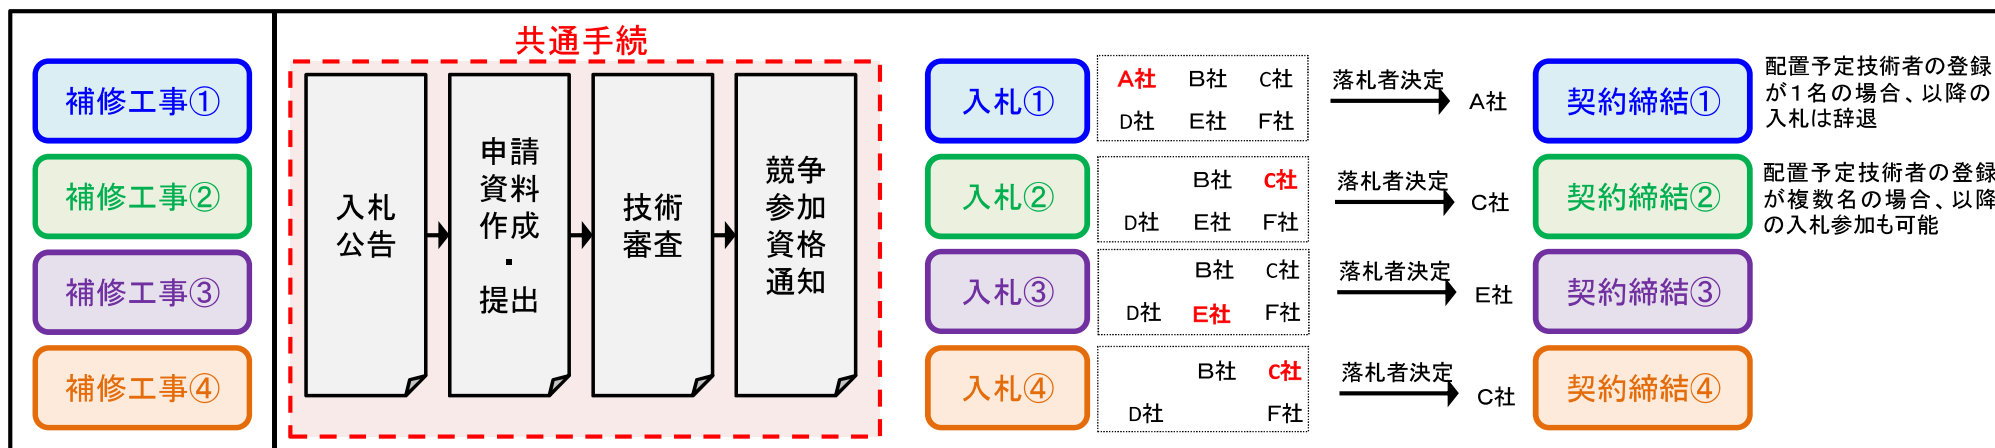 共通手続
補修工事①
補修工事②
補修工事③
補修工事④
入札
公告
申請
資料
作成
・
提出
技術
審査
競争
参加
資格
通知
入札①
A社 B社 C社
D社 E社 F社
落札者決定
A社
契約締結①
配置予定技術者の登録
が1名の場合、以降の
入札は辞退
入札②
B社 C社
D社 E社 F社
落札者決定
C社
契約締結②
配置予定技術者の登録
が複数名の場合、以降
の入札参加も可能
入札③
B社 C社
D社 E社 F社
落札者決定
E社
契約締結③
入札④
B社 C社
D社 F社
落札者決定
C社
契約締結④